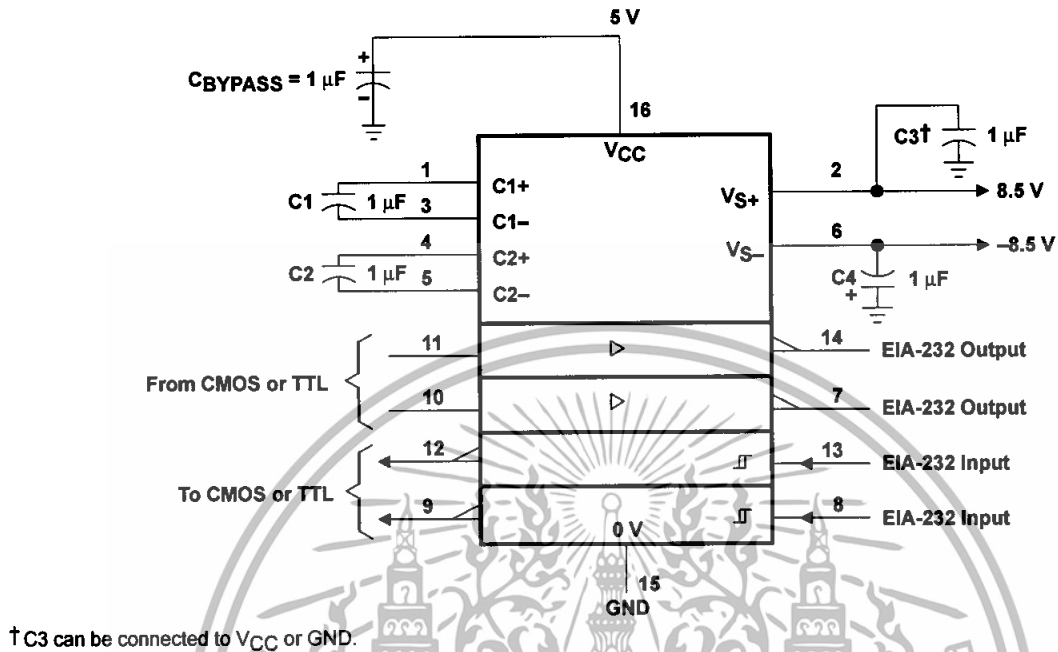 5 V
CBYPASS = 1 μF
+
–
16
VCC
C3† 1 μF
1
C1+
2
VS+
8.5 V
C1 1 μF
3
C1–
6
VS–
–8.5 V
4
C2+
C2 1 μF
5
C2–
C4 1 μF
+
11
14
EIA-232 Output
From CMOS or TTL
10
7
EIA-232 Output
12
13
EIA-232 Input
To CMOS or TTL
9
8
EIA-232 Input
0 V
15
GND
† C3 can be connected to VCC or GND.